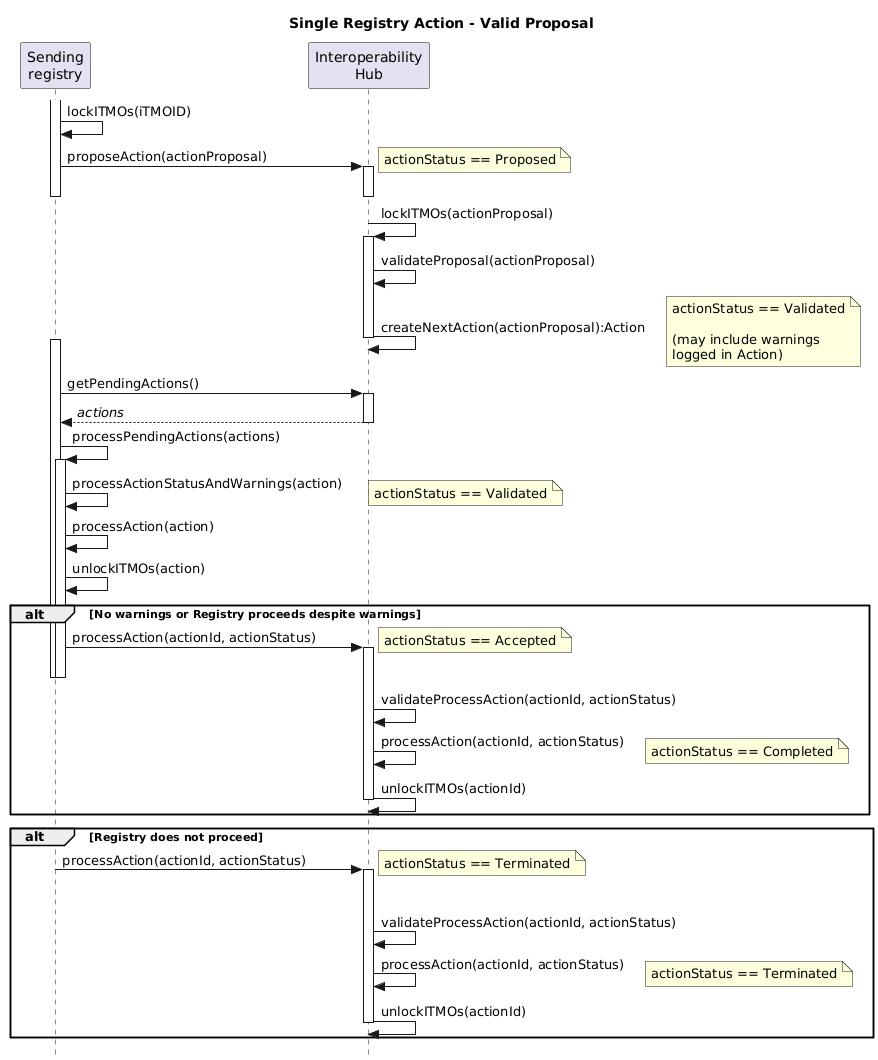 Single Registry Action - Valid Proposal
Sending
registry
Interoperability
Hub
lockITMOs(iTMOID)
proposeAction(actionProposal)
actionStatus == Proposed
lockITMOs(actionProposal)
validateProposal(actionProposal)
createNextAction(actionProposal):Action
actionStatus == Validated
(may include warnings
logged in Action)
getPendingActions()
actions
processPendingActions(actions)
processActionStatusAndWarnings(action)
actionStatus == Validated
processAction(action)
unlockITMOs(action)
alt [No warnings or Registry proceeds despite warnings]
processAction(actionId, actionStatus)
actionStatus == Accepted
validateProcessAction(actionId, actionStatus)
processAction(actionId, actionStatus)
actionStatus == Completed
unlockITMOs(actionId)
alt [Registry does not proceed]
processAction(actionId, actionStatus)
actionStatus == Terminated
validateProcessAction(actionId, actionStatus)
processAction(actionId, actionStatus)
actionStatus == Terminated
unlockITMOs(actionId)